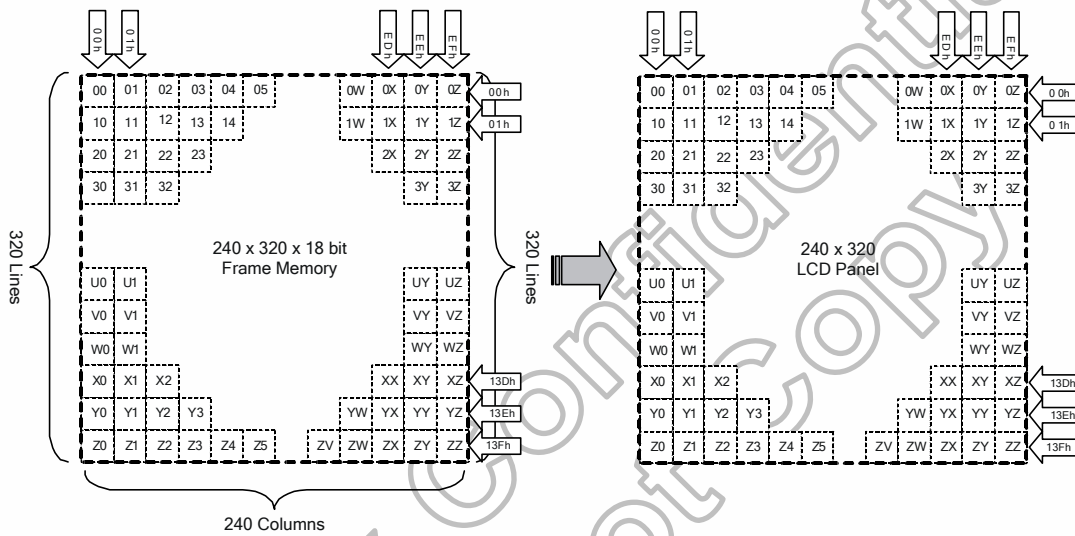 00h 01h EDh EEh EFh
00 01 02 03 04 05 0W 0X 0Y 0Z 00h
10 11 12 13 14 1W 1X 1Y 1Z 01h
20 21 22 23 2X 2Y 2Z
30 31 32 3Y 3Z
320 Lines
240 x 320 x 18 bit
Frame Memory
320 Lines
U0 U1 UY UZ
V0 V1 VY VZ
W0 W1 WY WZ
X0 X1 X2 XX XY XZ 13Dh
Y0 Y1 Y2 Y3 YW YX YY YZ 13Eh
Z0 Z1 Z2 Z3 Z4 Z5 ZV ZW ZX ZY ZZ 13Fh
240 Columns
00h 01h EDh EEh EFh
00 01 02 03 04 05 0W 0X 0Y 0Z 00h
10 11 12 13 14 1W 1X 1Y 1Z 01h
20 21 22 23 2X 2Y 2Z
30 31 32 3Y 3Z
240 x 320
LCD Panel
U0 U1 UY UZ
V0 V1 VY VZ
W0 W1 WY WZ
X0 X1 X2 XX XY XZ 13Dh
Y0 Y1 Y2 Y3 YW YX YY YZ 13Eh
Z0 Z1 Z2 Z3 Z4 Z5 ZV ZW ZX ZY ZZ 13Fh
Confidenti
ot Copy